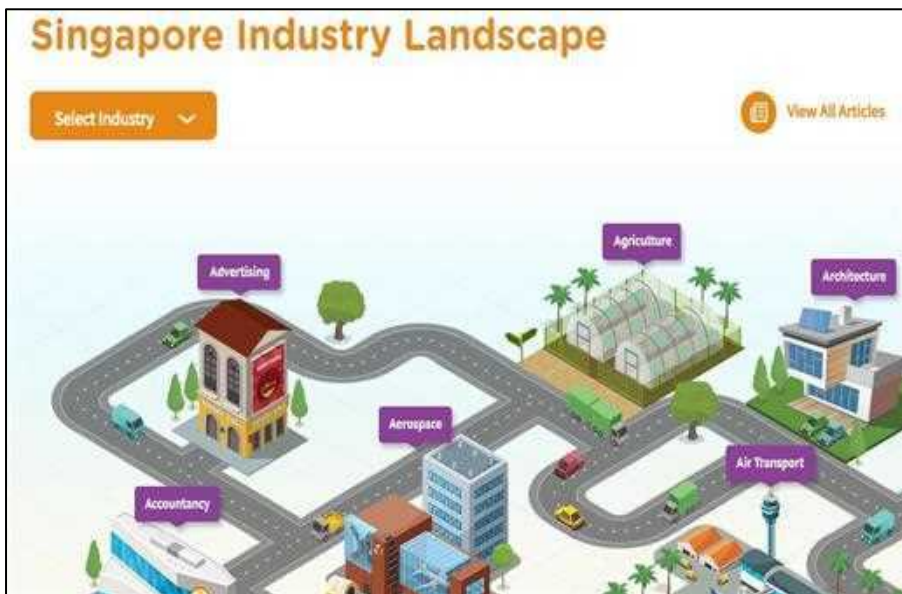 Singapore Industry Landscape
Select Industry
View All Articles
Agriculture
Advertising
Architecture
Aerospace
Air Transport
Accountancy